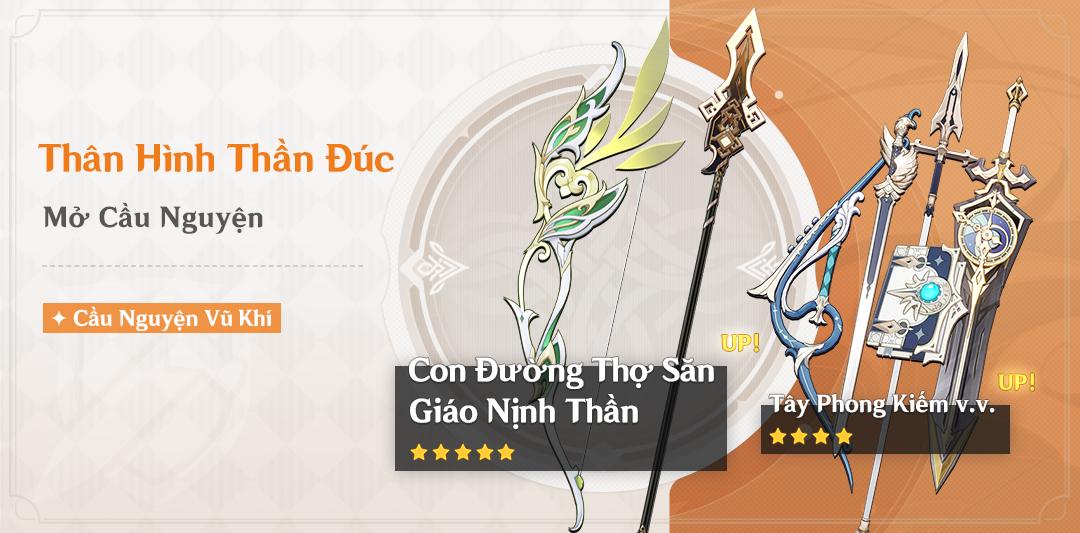 Thân Hình Thần Đúc
Mở Cầu Nguyện
Cầu Nguyện Vũ Khí
Con Đường Thợ Săn
Giáo Nịnh Thần
UP!
Tây Phong Kiếm v.v.
UP!